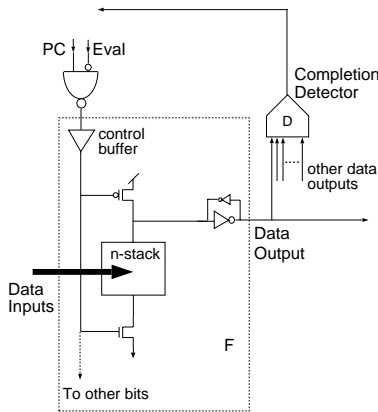 PC
Eval
Completion
Detector
D
control
buffer
other data
outputs
n-stack
Data
Output
Data
Inputs
F
To other bits